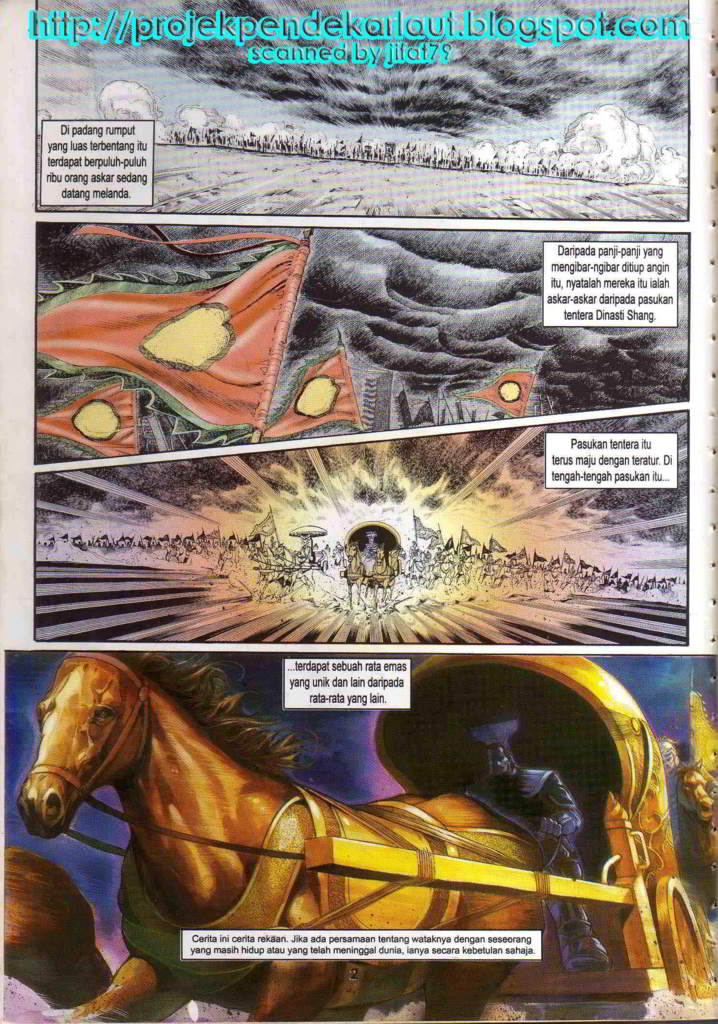 http://projekpendekarlaut.blogspot.com
scanned by jifat79
Di padang rumput
yang luas terbentang itu
terdapat berpuluh-puluh
ribu orang askar sedang
datang melanda.
Daripada panji-panji yang
mengibar-ngibar ditiup angin
itu, nyatalah mereka itu ialah
askar-askar daripada pasukan
tentera Dinasti Shang.
Pasukan tentera itu
terus maju dengan teratur. Di
tengah-tengah pasukan itu...
...terdapat sebuah rata emas
yang unik dan lain daripada
rata-rata yang lain.
Cerita ini cerita rekaan. Jika ada persamaan tentang wataknya dengan seseorang
yang masih hidup atau yang telah meninggal dunia, ianya secara kebetulan sahaja.
2